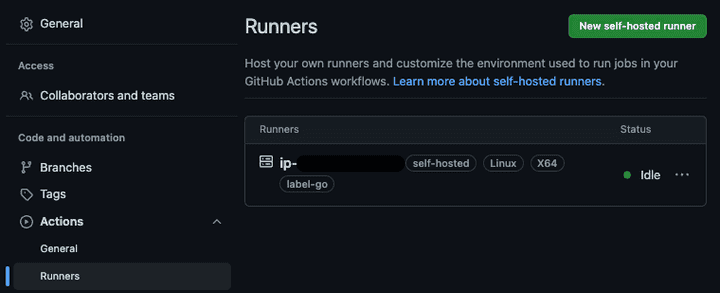 General
Access
Collaborators and teams
Code and automation
Branches
Tags
Actions
General
Runners
Runners
New self-hosted runner
Host your own runners and customize the environment used to run jobs in your
GitHub Actions workflows. Learn more about self-hosted runners.
Runners Status
ip- self-hosted Linux X64
label-go
Idle